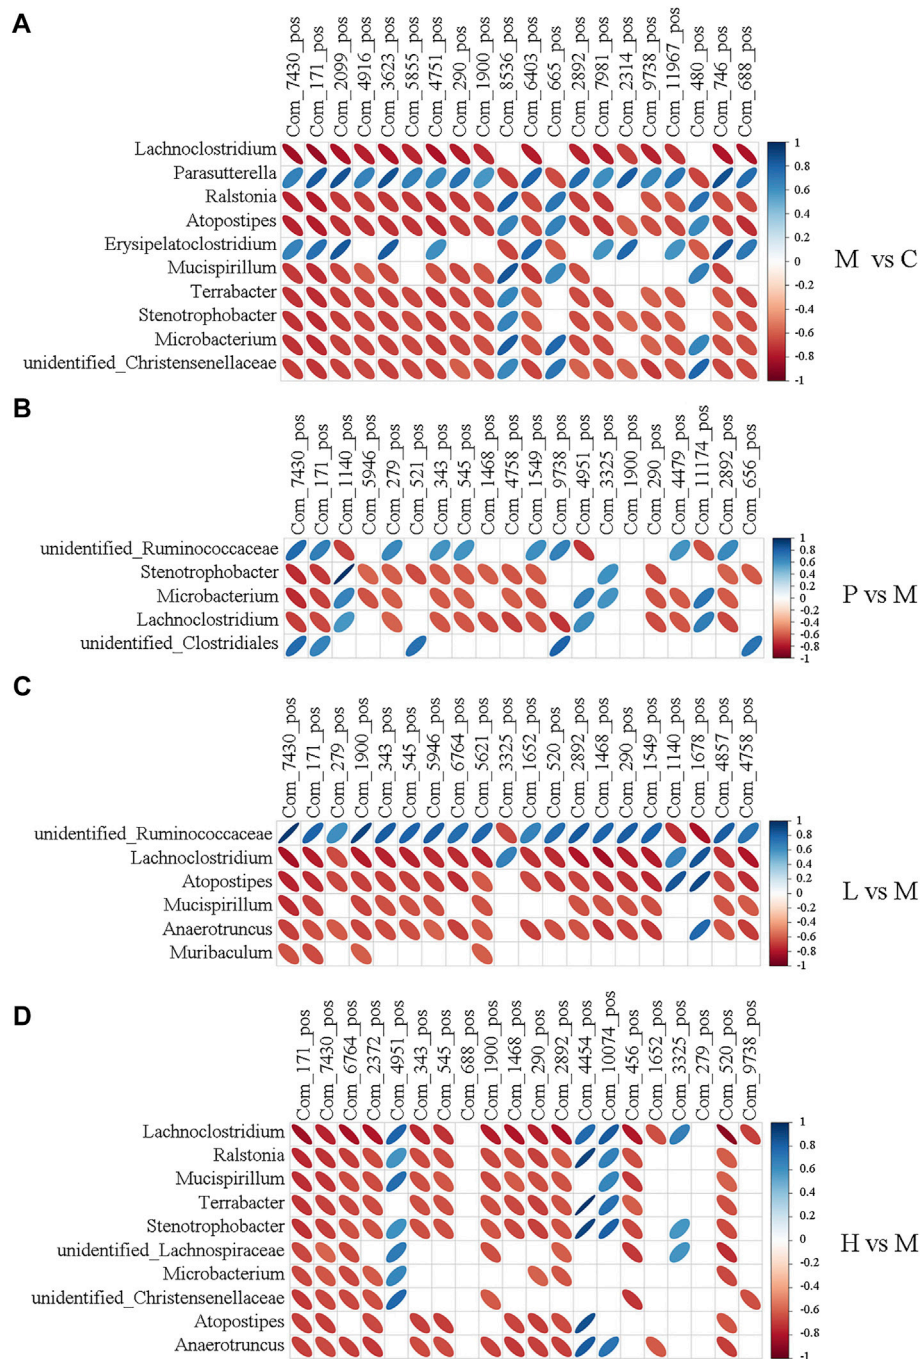 A
Com_7430_pos
Com_171_pos
Com_2099_pos
Com_4916_pos
Com_3623_pos
Com_5855_pos
Com_4751_pos
Com_290_pos
Com_1900_pos
Com_8536_pos
Com_6403_pos
Com_665_pos
Com_2892_pos
Com_7981_pos
Com_2314_pos
Com_9738_pos
Com_11967_pos
Com_480_pos
Com_746_pos
Com_688_pos
Lachnoclostridium
Parasutterella
Ralstonia
Atopostipes
Erysipelatoclostridium
Mucispirillum
Terrabacter
Stenotrophobacter
Microbacterium
unidentified_Christensenellaceae
1
0.8
0.6
0.4
0.2
0
-0.2
-0.4
-0.6
-0.8
-1
M vs C
B
Com_7430_pos
Com_171_pos
Com_1140_pos
Com_5946_pos
Com_279_pos
Com_521_pos
Com_343_pos
Com_545_pos
Com_1468_pos
Com_4758_pos
Com_1549_pos
Com_9738_pos
Com_4951_pos
Com_3325_pos
Com_1900_pos
Com_290_pos
Com_4479_pos
Com_11174_pos
Com_2892_pos
Com_656_pos
unidentified_Ruminococcaceae
Stenotrophobacter
Microbacterium
Lachnoclostridium
unidentified_Clostridiales
1
0.8
0.6
0.4
0.2
0
-0.2
-0.4
-0.6
-0.8
-1
P vs M
C
Com_7430_pos
Com_171_pos
Com_279_pos
Com_1900_pos
Com_343_pos
Com_545_pos
Com_5946_pos
Com_6764_pos
Com_5621_pos
Com_3325_pos
Com_1652_pos
Com_520_pos
Com_2892_pos
Com_1468_pos
Com_290_pos
Com_1549_pos
Com_1140_pos
Com_1678_pos
Com_4857_pos
Com_4758_pos
unidentified_Ruminococcaceae
Lachnoclostridium
Atopostipes
Mucispirillum
Anaerotruncus
Muribaculum
1
0.8
0.6
0.4
0.2
0
-0.2
-0.4
-0.6
-0.8
-1
L vs M
D
Com_171_pos
Com_7430_pos
Com_6764_pos
Com_2372_pos
Com_4951_pos
Com_343_pos
Com_545_pos
Com_688_pos
Com_1900_pos
Com_1468_pos
Com_290_pos
Com_2892_pos
Com_4454_pos
Com_10074_pos
Com_456_pos
Com_1652_pos
Com_3325_pos
Com_279_pos
Com_520_pos
Com_9738_pos
Lachnoclostridium
Ralstonia
Mucispirillum
Terrabacter
Stenotrophobacter
unidentified_Lachnospiraceae
Microbacterium
unidentified_Christensenellaceae
Atopostipes
Anaerotruncus
1
0.8
0.6
0.4
0.2
0
-0.2
-0.4
-0.6
-0.8
-1
H vs M